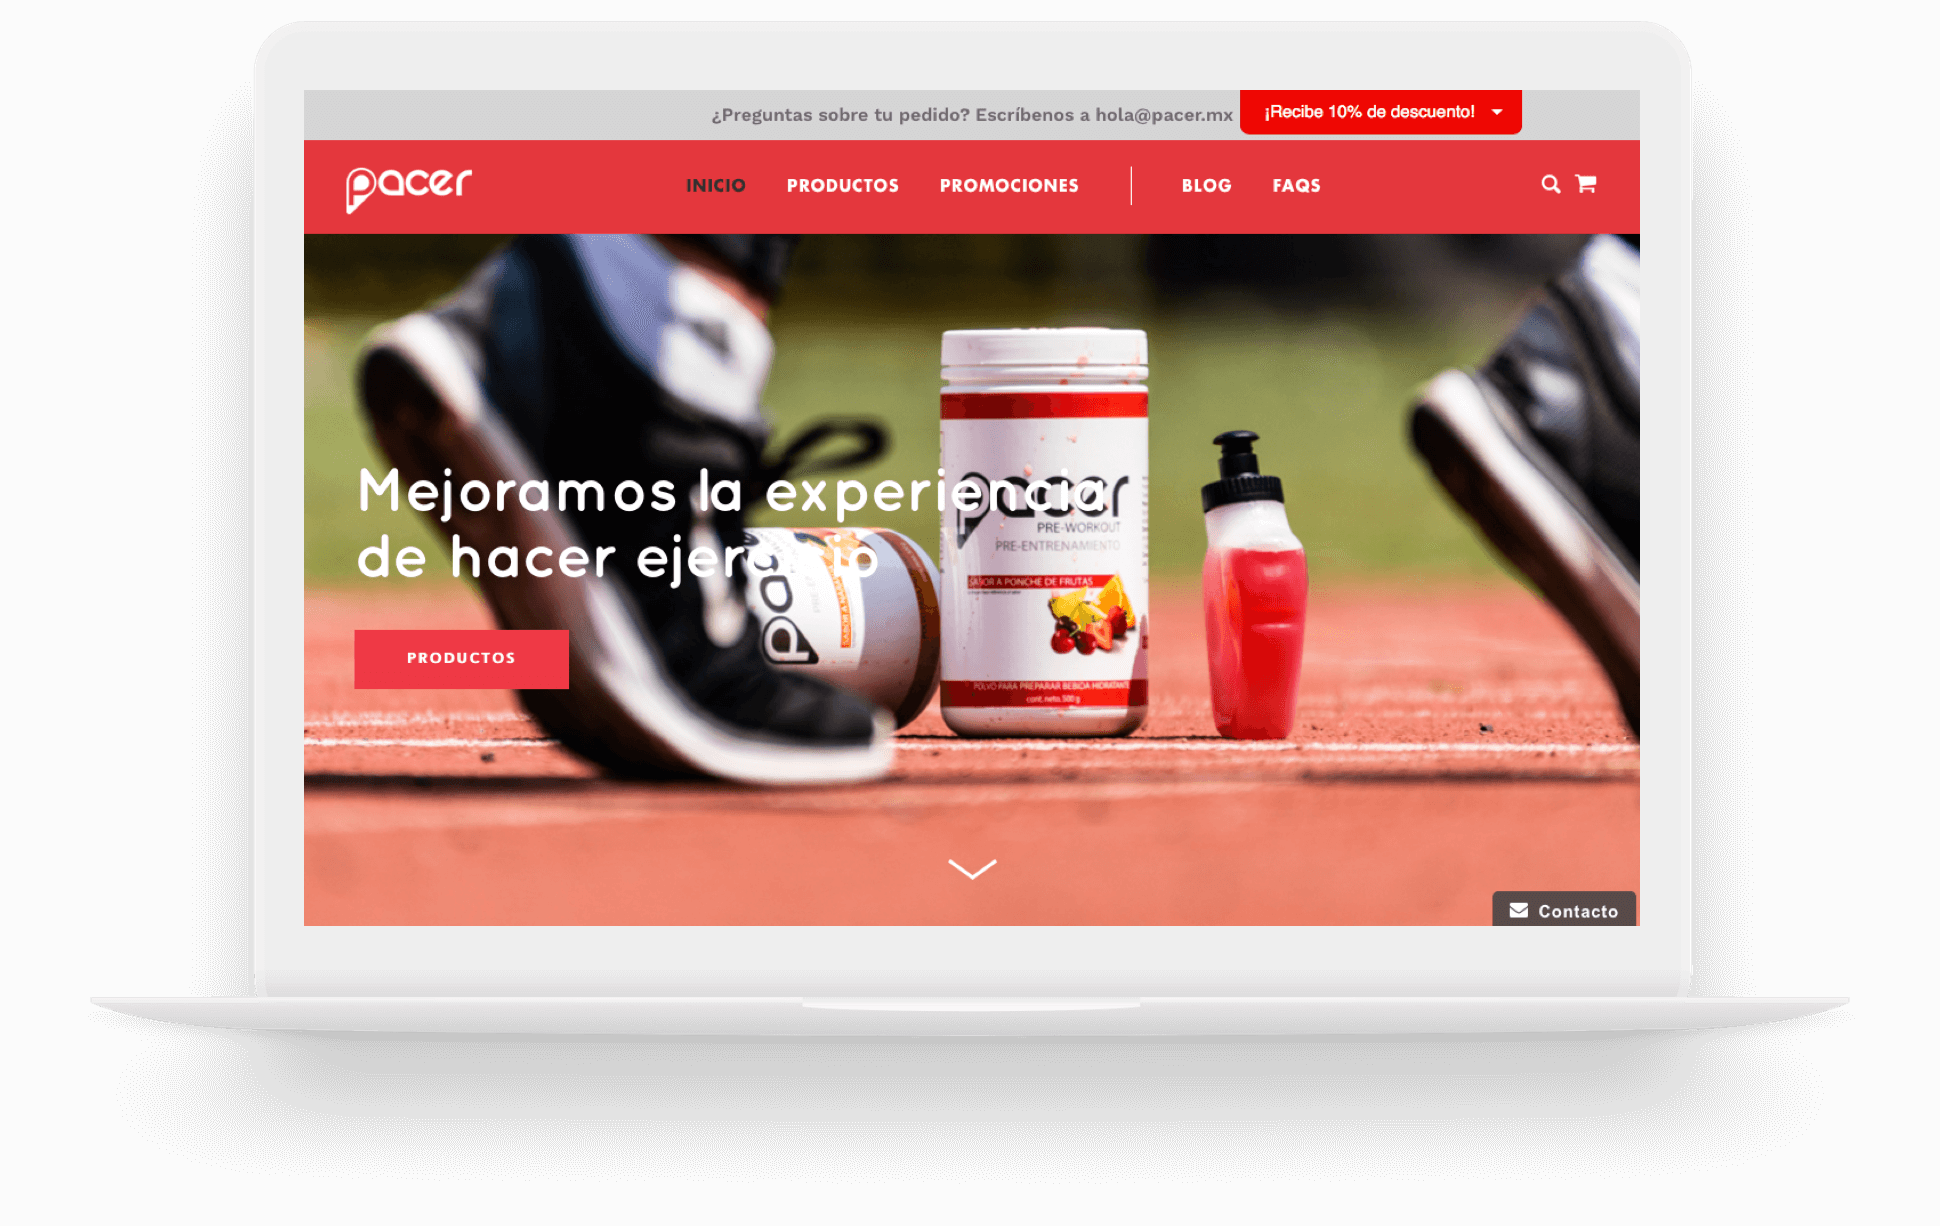 ¿Preguntas sobre tu pedido? Escríbenos a hola@pacer.mx
¡Recibe 10% de descuento!
pacer
INICIO PRODUCTOS PROMOCIONES BLOG FAQS
Mejoramos la experiencia
de hacer ejercicio
PRODUCTOS
pacer
PRE-WORKOUT
PRE-ENTRENAMIENTO
SABOR A PONCHE DE FRUTAS
POLVO PARA PREPARAR BEBIDA HIDRATANTE
cont. neto. 500 g
Contacto